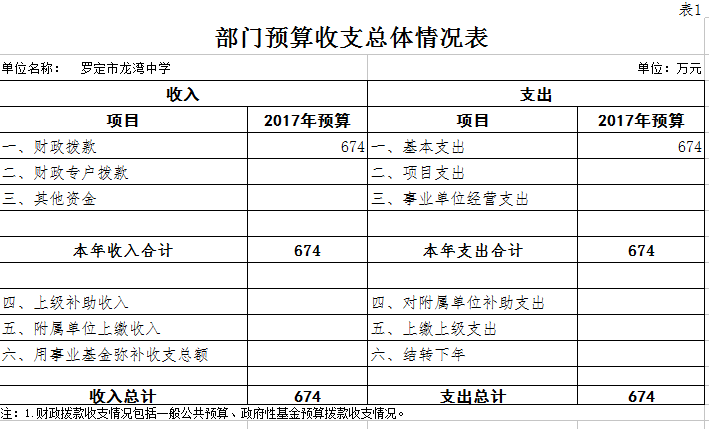 表1
部门预算收支总体情况表
单位名称： 罗定市龙湾中学 单位：万元
收入 支出
项目 2017年预算 项目 2017年预算
一、财政拨款 674 一、基本支出 674
二、财政专户拨款 二、项目支出
三、其他资金 三、事业单位经营支出
本年收入合计 674 本年支出合计 674
四、上级补助收入 四、对附属单位补助支出
五、附属单位上缴收入 五、上缴上级支出
六、用事业基金弥补收支总额 六、结转下年
收入总计 674 支出总计 674
注：1.财政拨款收支情况包括一般公共预算、政府性基金预算拨款收支情况。